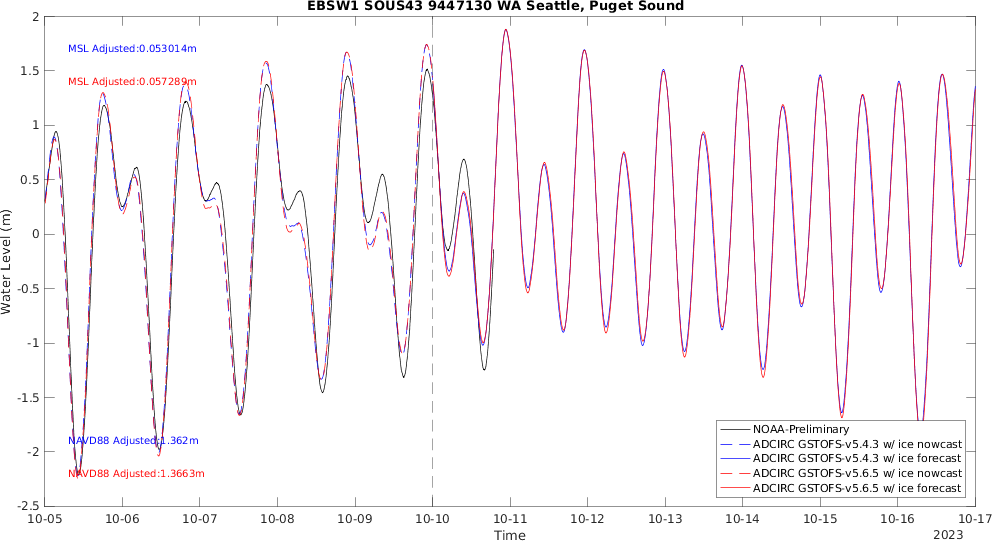 EBSW1 SOUS43 9447130 WA Seattle, Puget Sound
MSL Adjusted:0.053014m
MSL Adjusted:0.057289m
NAVD88 Adjusted:1.362m
NAVD88 Adjusted:1.3663m
Water Level (m)
2
1.5
1
0.5
0
-0.5
-1
-1.5
-2
-2.5
NOAA-Preliminary
ADCIRC GSTOFS-v5.4.3 w/ ice nowcast
ADCIRC GSTOFS-v5.4.3 w/ ice forecast
ADCIRC GSTOFS-v5.6.5 w/ ice nowcast
ADCIRC GSTOFS-v5.6.5 w/ ice forecast
10-05 10-06 10-07 10-08 10-09 10-10 10-11 10-12 10-13 10-14 10-15 10-16 10-17
Time
2023